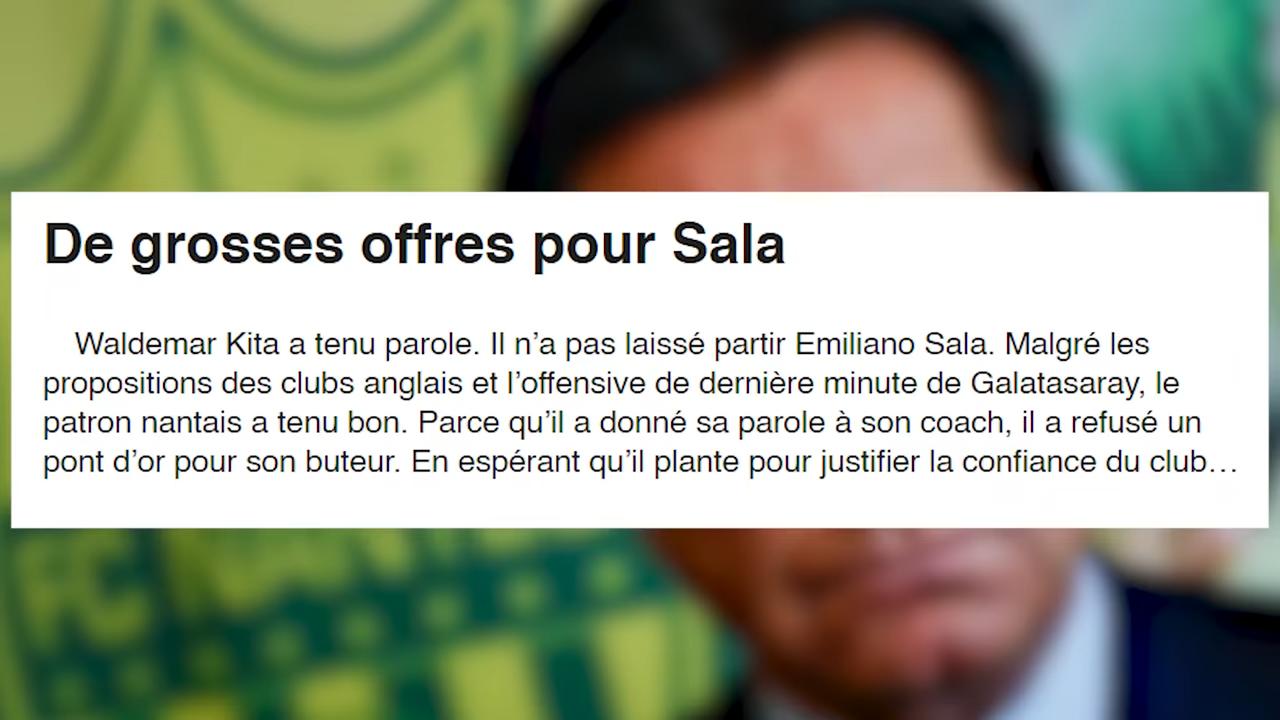 De grosses offres pour Sala
Waldemar Kita a tenu parole. Il n’a pas laissé partir Emiliano Sala. Malgré les
propositions des clubs anglais et l’offensive de dernière minute de Galatasaray, le
patron nantais a tenu bon. Parce qu’il a donné sa parole à son coach, il a refusé un
pont d’or pour son buteur. En espérant qu’il plante pour justifier la confiance du club…
FC